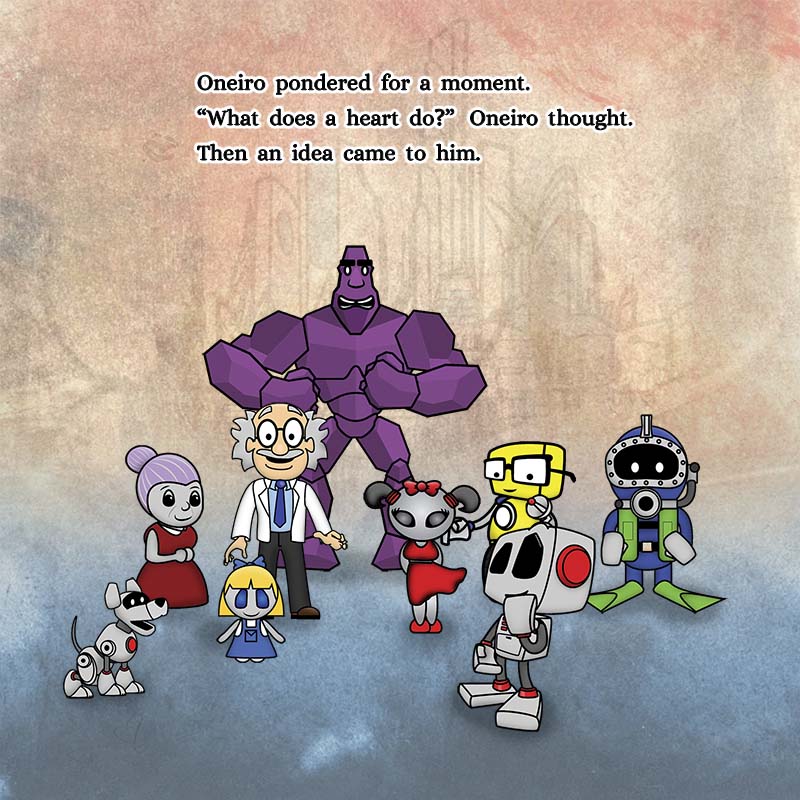 Oneiro pondered for a moment.
“What does a heart do?” Oneiro thought.
Then an idea came to him.